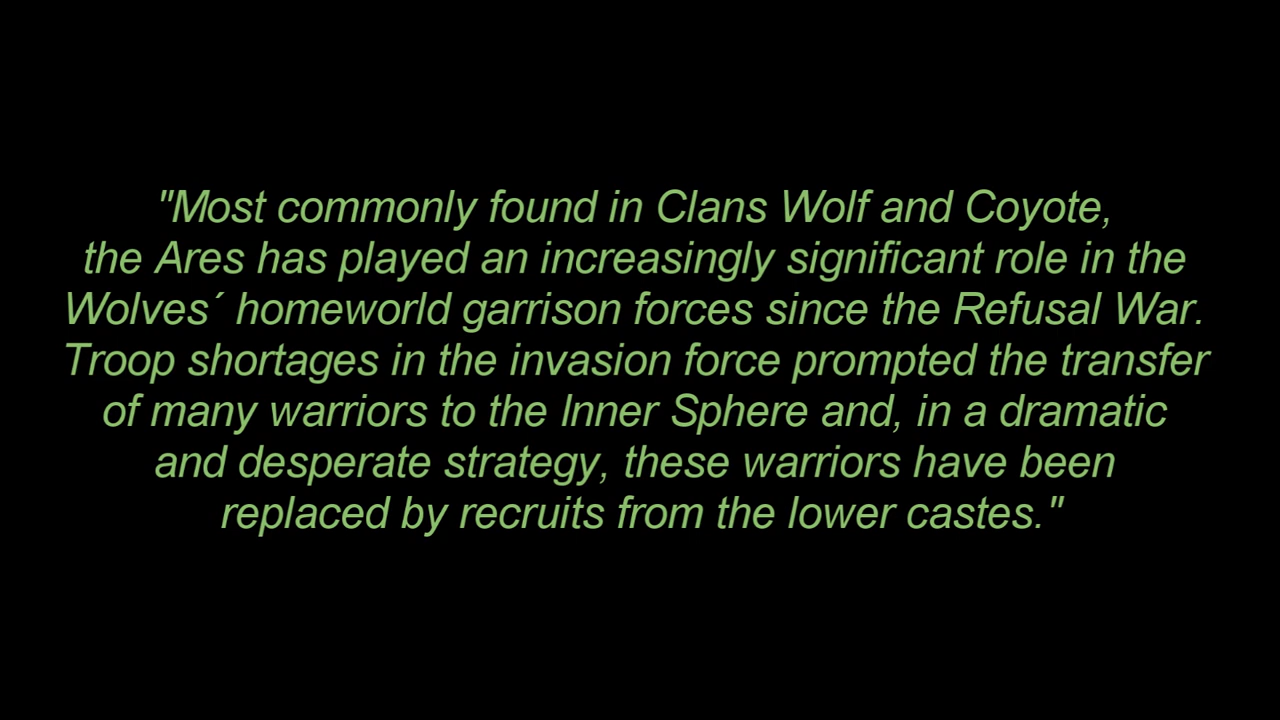 "Most commonly found in Clans Wolf and Coyote,
the Ares has played an increasingly significant role in the
Wolves´ homeworld garrison forces since the Refusal War.
Troop shortages in the invasion force prompted the transfer
of many warriors to the Inner Sphere and, in a dramatic
and desperate strategy, these warriors have been
replaced by recruits from the lower castes."